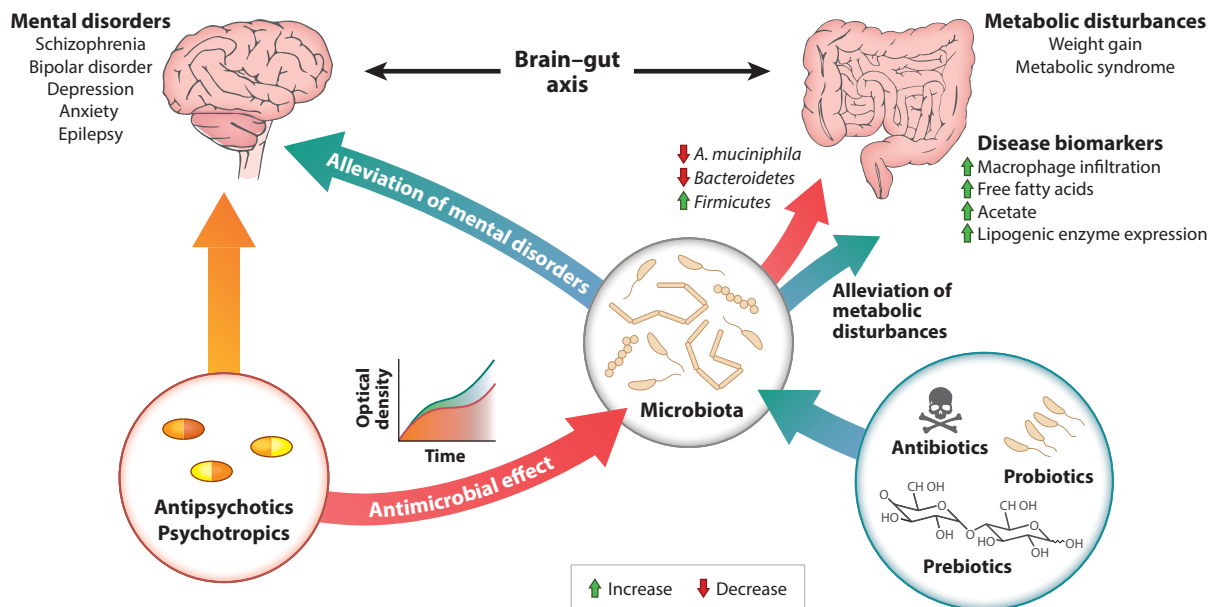 Mental disorders
Schizophrenia
Bipolar disorder
Depression
Anxiety
Epilepsy
Brain–gut
axis
Metabolic disturbances
Weight gain
Metabolic syndrome
Disease biomarkers
Macrophage infiltration
Free fatty acids
Acetate
Lipogenic enzyme expression
A. muciniphila
Bacteroidetes
Firmicutes
Alleviation of mental disorders
Alleviation of
metabolic
disturbances
Microbiota
Optical
density
Time
Antimicrobial effect
Antipsychotics
Psychotropics
Antibiotics
Probiotics
CH OH
O
O
HO
OH
OH
O
CH OH
O
HO
OH
OH
OH
Prebiotics
Increase
Decrease